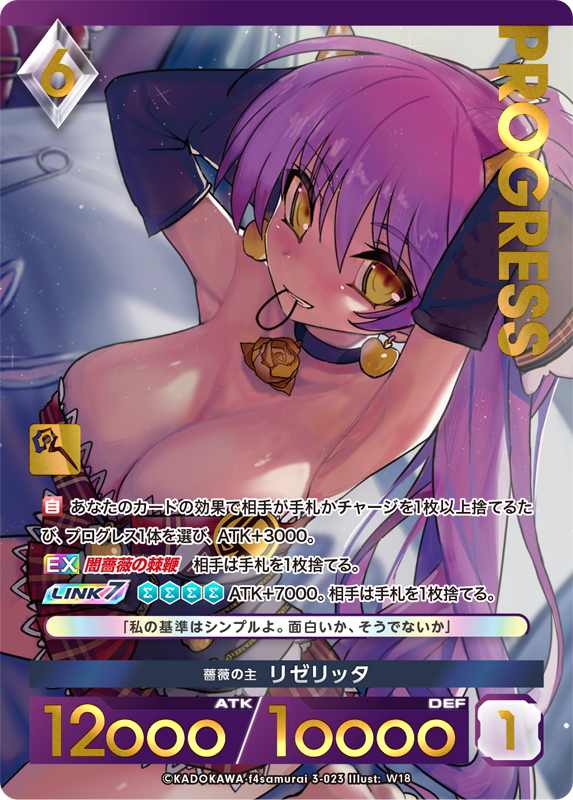 6
PROGRESS
自 あなたのカードの効果で相手が手札かチャージを1枚以上捨てるた
び、プログレス1体を選び、ATK+3000。
EX 闇薔薇の棘鞭 相手は手札を1枚捨てる。
LINK7 ΣΣΣΣ ATK+7000。相手は手札を1枚捨てる。
「私の基準はシンプルよ。面白いか、そうでないか」
薔薇の主 リゼリッタ
ATK DEF
12000/10000 1
©KADOKAWA・f4samurai 3-023 Illust: W18